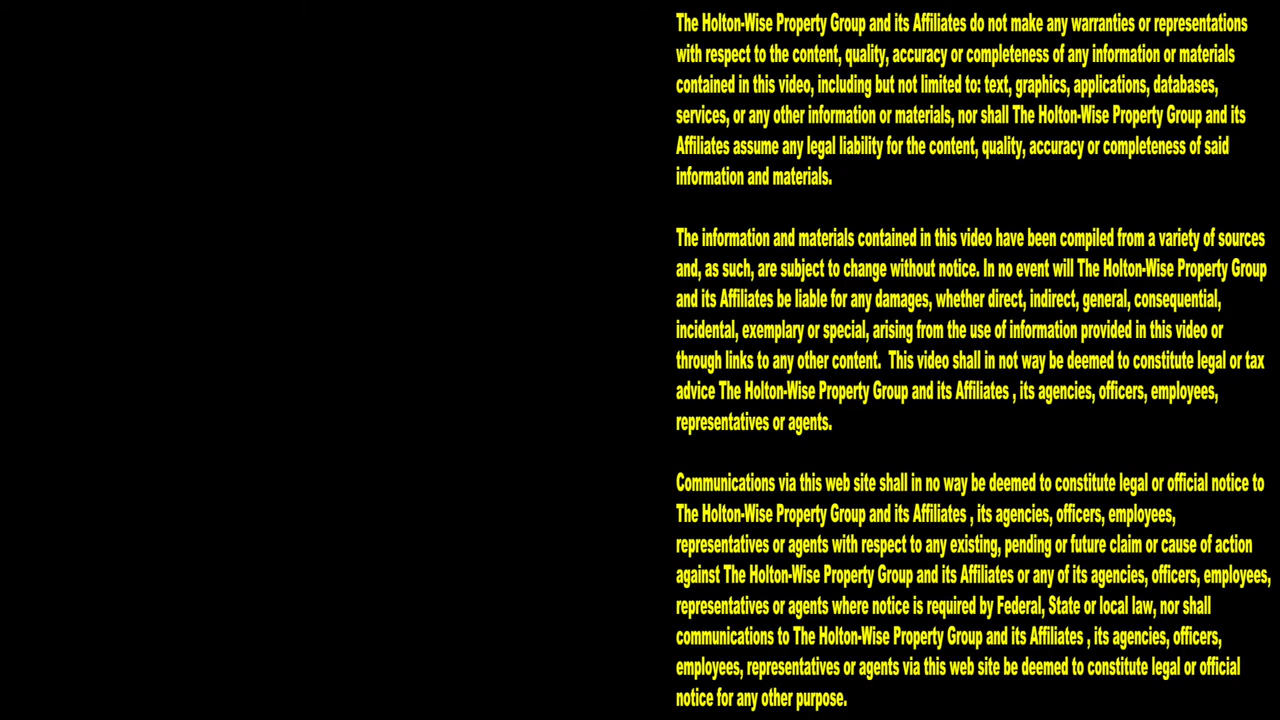 The Holton-Wise Property Group and its Affiliates do not make any warranties or representations
with respect to the content, quality, accuracy or completeness of any information or materials
contained in this video, including but not limited to: text, graphics, applications, databases,
services, or any other information or materials, nor shall The Holton-Wise Property Group and its
Affiliates assume any legal liability for the content, quality, accuracy or completeness of said
information and materials.
The information and materials contained in this video have been compiled from a variety of sources
and, as such, are subject to change without notice. In no event will The Holton-Wise Property Group
and its Affiliates be liable for any damages, whether direct, indirect, general, consequential,
incidental, exemplary or special, arising from the use of information provided in this video or
through links to any other content.  This video shall in not way be deemed to constitute legal or tax
advice The Holton-Wise Property Group and its Affiliates , its agencies, officers, employees,
representatives or agents.
Communications via this web site shall in no way be deemed to constitute legal or official notice to
The Holton-Wise Property Group and its Affiliates , its agencies, officers, employees,
representatives or agents with respect to any existing, pending or future claim or cause of action
against The Holton-Wise Property Group and its Affiliates or any of its agencies, officers, employees,
representatives or agents where notice is required by Federal, State or local law, nor shall
communications to The Holton-Wise Property Group and its Affiliates , its agencies, officers,
employees, representatives or agents via this web site be deemed to constitute legal or official
notice for any other purpose.